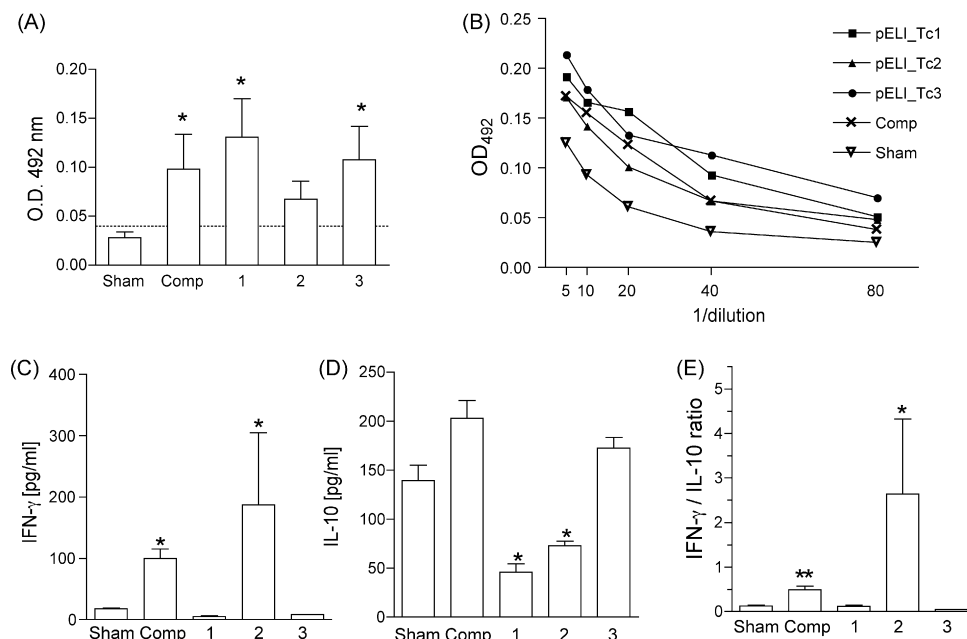 (A)
O.D. 492 nm
0.20
0.15
0.10
0.05
0.00
*
*
*
Sham Comp 1 2 3
(B)
OD492
0.25
0.20
0.15
0.10
0.05
0.00
pELI_Tc1
pELI_Tc2
pELI_Tc3
Comp
Sham
5 10 20 40 80
1/dilution
(C)
IFN-γ [pg/ml]
400
300
200
100
0
*
*
Sham Comp 1 2 3
(D)
IL-10 [pg/ml]
250
200
150
100
50
0
*
*
Sham Comp 1 2 3
(E)
IFN-γ / IL-10 ratio
5
4
3
2
1
0
**
*
Sham Comp 1 2 3